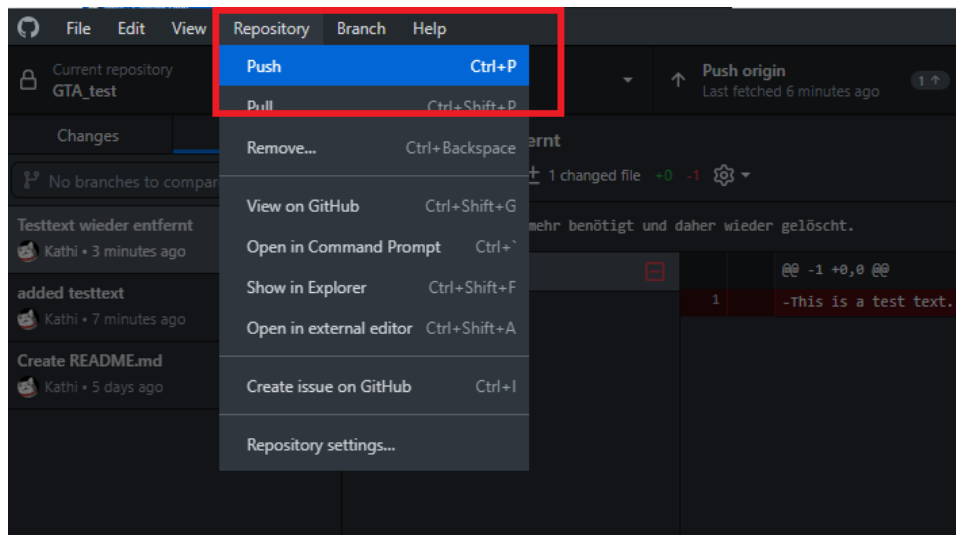 File Edit View Repository Branch Help
Current repository
GTA_test
Push origin
Last fetched 6 minutes ago
1
Push Ctrl+P
Pull Ctrl+Shift+P
Remove... Ctrl+Backspace
View on GitHub Ctrl+Shift+G
Open in Command Prompt Ctrl+`
Show in Explorer Ctrl+Shift+F
Open in external editor Ctrl+Shift+A
Create issue on GitHub Ctrl+I
Repository settings...
Changes
No branches to compar
Testtext wieder entfernt
Kathi • 3 minutes ago
added testtext
Kathi • 7 minutes ago
Create README.md
Kathi • 5 days ago
ernt
1 changed file +0 -1
mehr benötigt und daher wieder gelöscht.
@@ -1 +0,0 @@
1 -This is a test text.